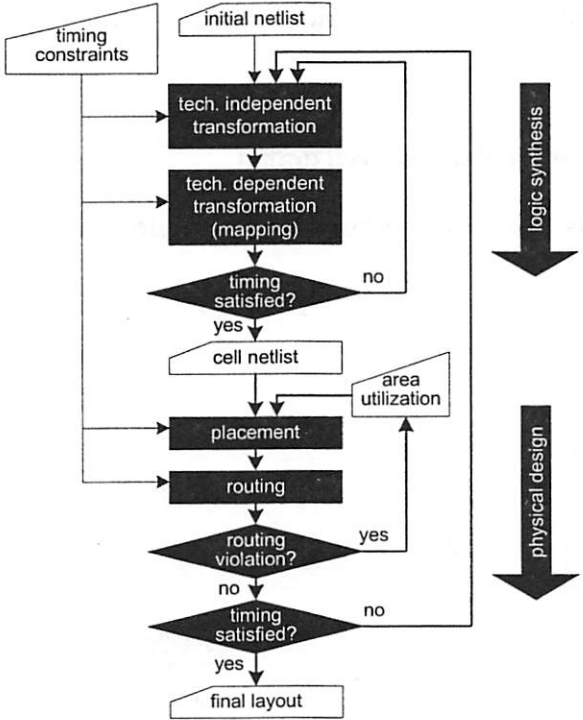 initial netlist
timing
constraints
tech. independent
transformation
tech. dependent
transformation
(mapping)
timing
satisfied?
no
yes
cell netlist
area
utilization
placement
routing
routing
violation?
yes
no
timing
satisfied?
no
yes
final layout
logic synthesis
physical design